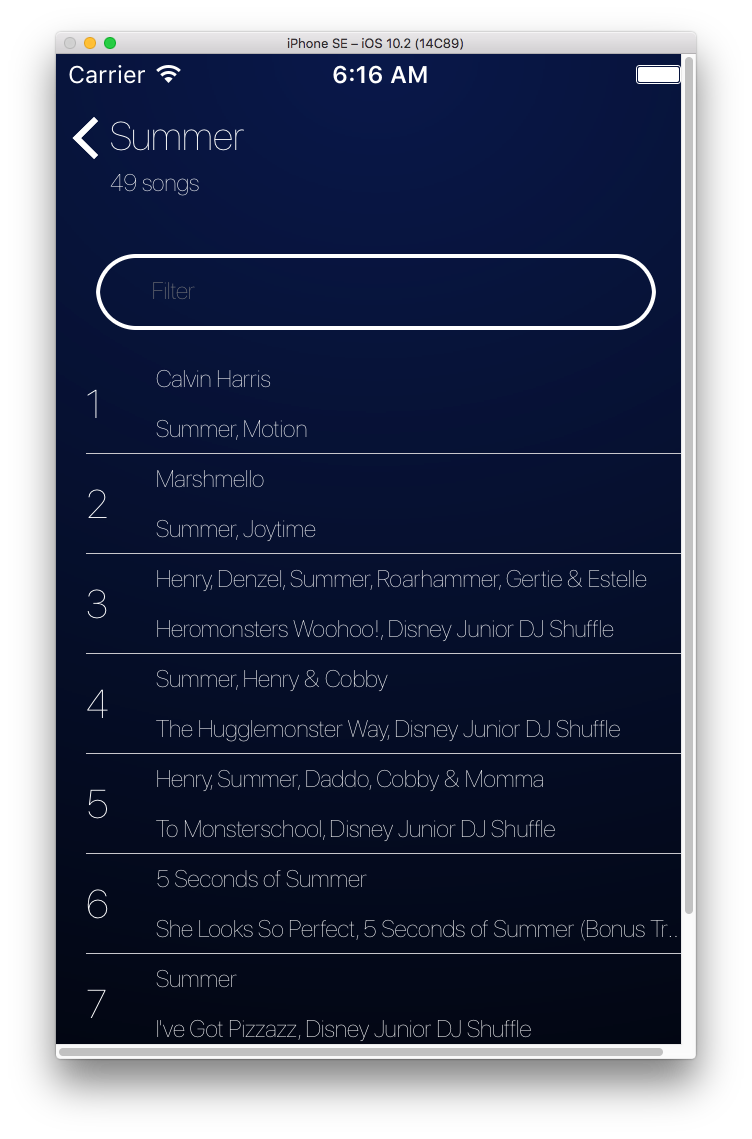 iPhone SE – iOS 10.2 (14C89)
Carrier 6:16 AM
Summer
49 songs
Filter
Calvin Harris
1
Summer, Motion
Marshmello
2
Summer, Joytime
Henry, Denzel, Summer, Roarhammer, Gertie & Estelle
3
Heromonsters Woohoo!, Disney Junior DJ Shuffle
Summer, Henry & Cobby
4
The Hugglemonster Way, Disney Junior DJ Shuffle
Henry, Summer, Daddo, Cobby & Momma
5
To Monsterschool, Disney Junior DJ Shuffle
5 Seconds of Summer
6
She Looks So Perfect, 5 Seconds of Summer (Bonus Tr...
Summer
7
I've Got Pizzazz, Disney Junior DJ Shuffle